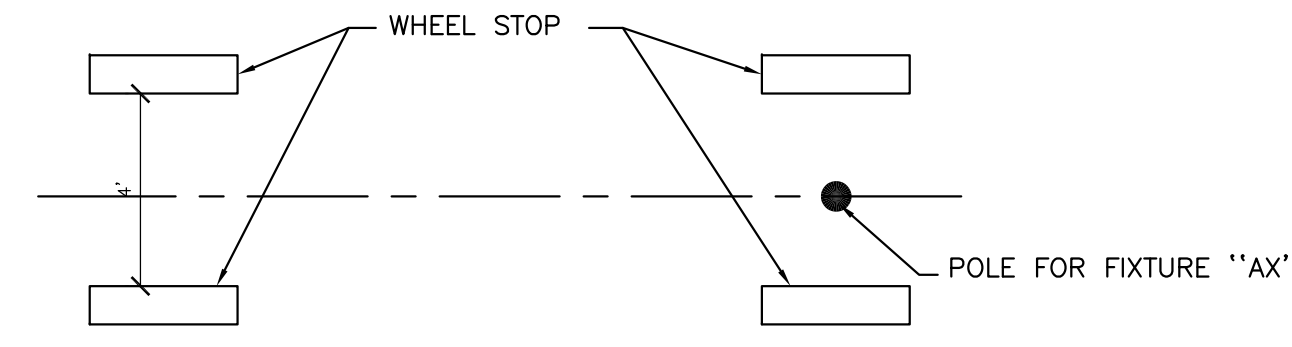 WHEEL STOP
4'
POLE FOR FIXTURE ‘‘AX’